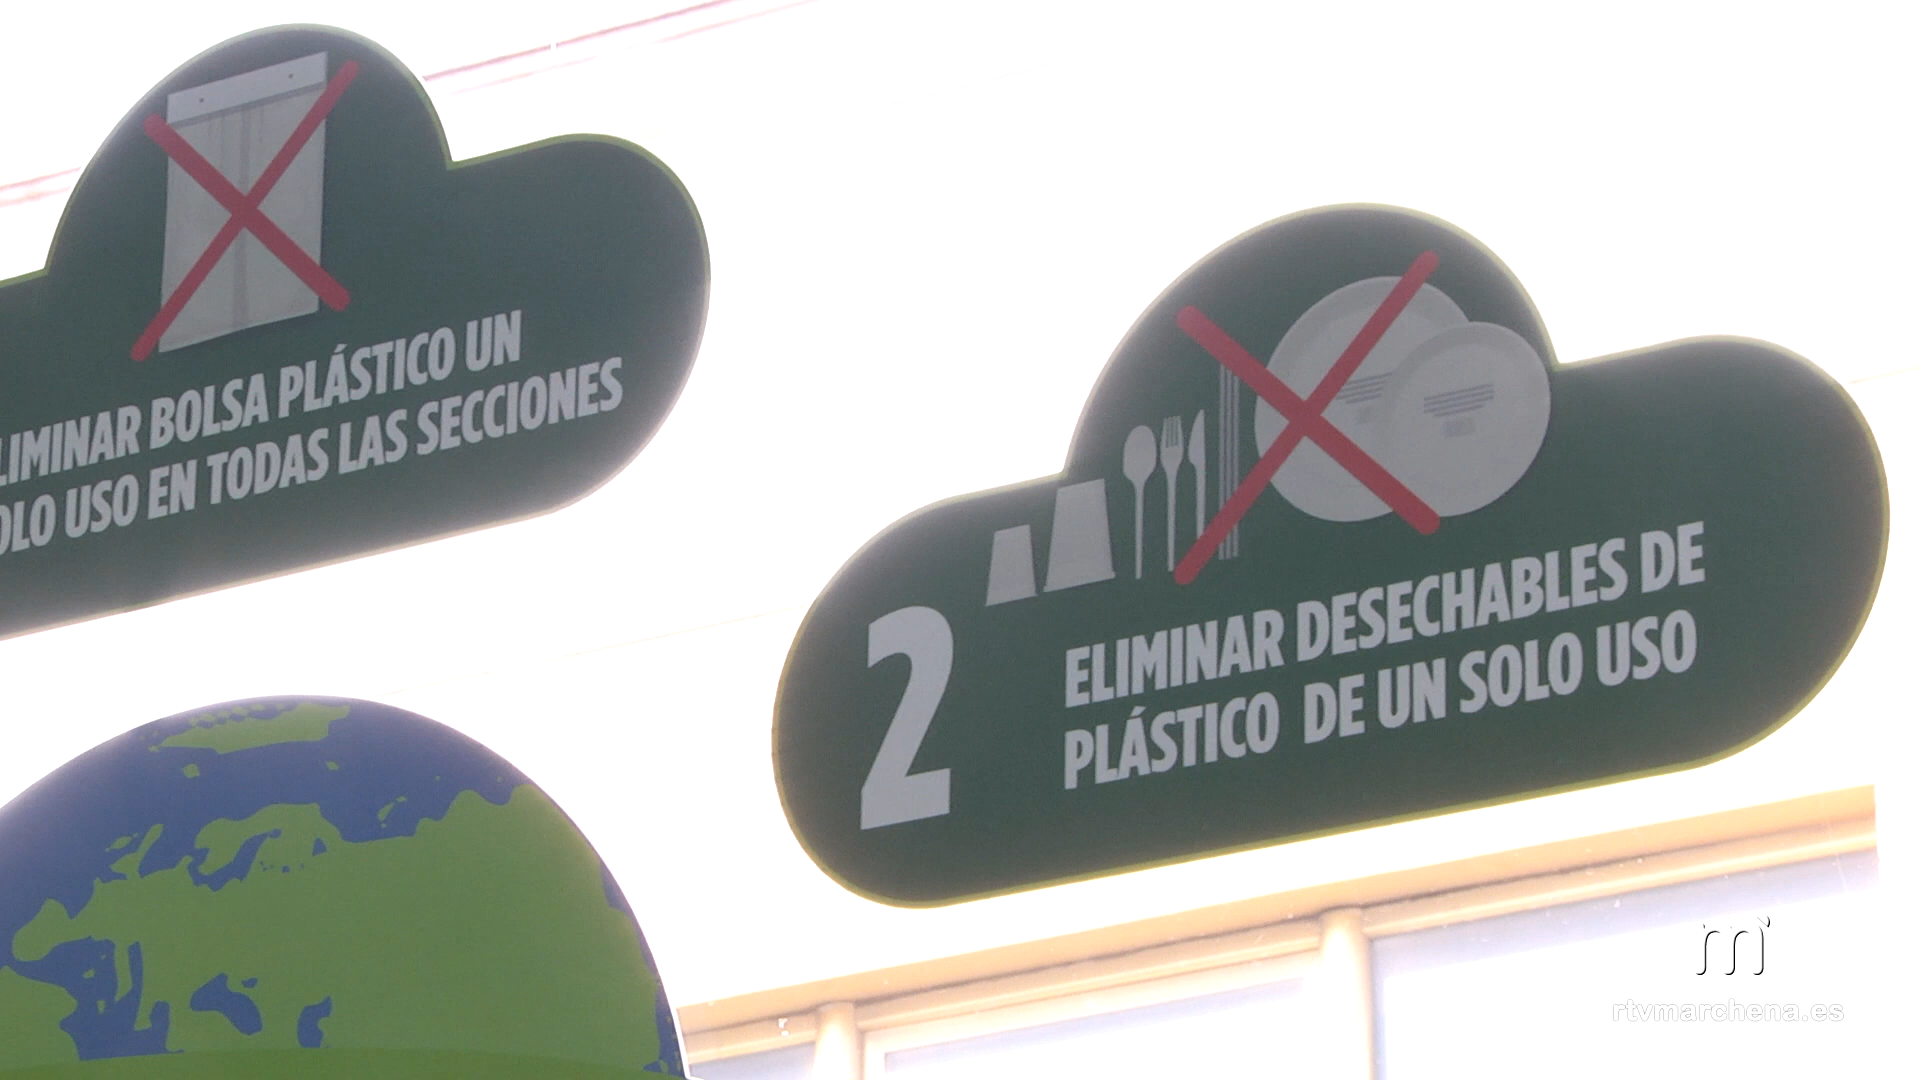 LIMINAR BOLSA PLÁSTICO UN
OLO USO EN TODAS LAS SECCIONES
2
ELIMINAR DESECHABLES DE
PLÁSTICO DE UN SOLO USO
m
rtvmarchena.es